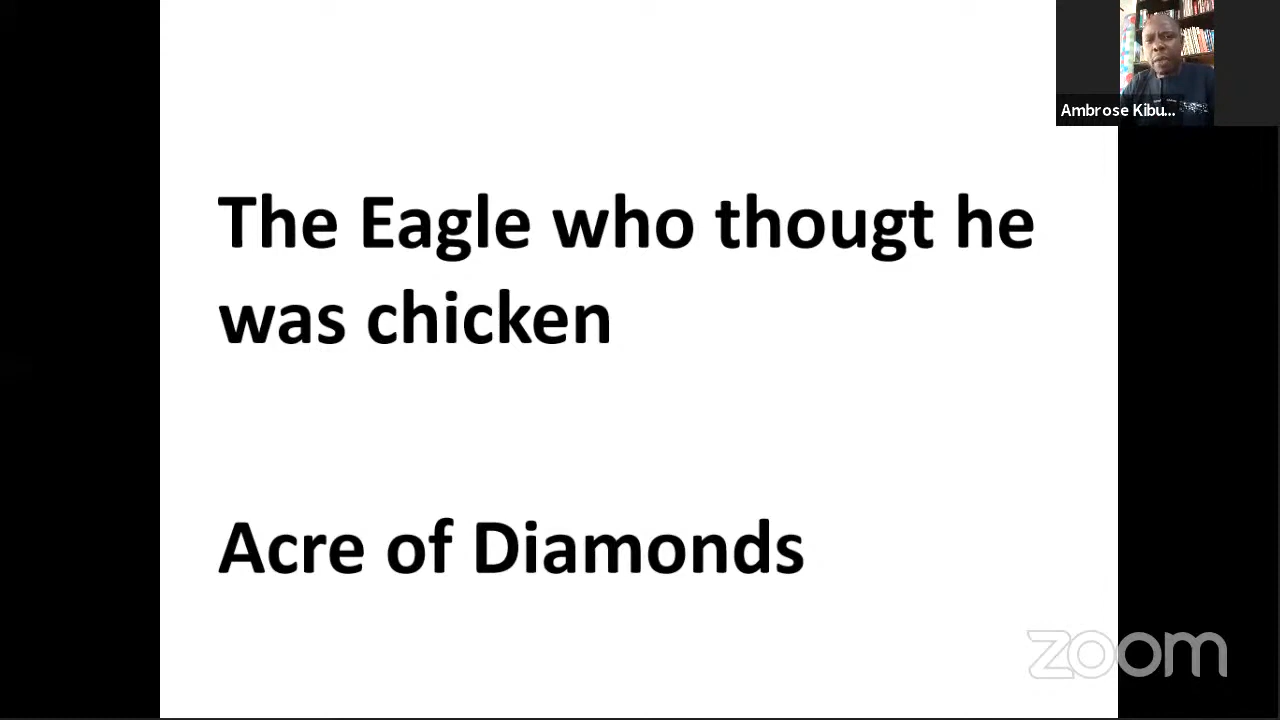 Ambrose Kibu...
The Eagle who thougt he
was chicken
Acre of Diamonds
zoom